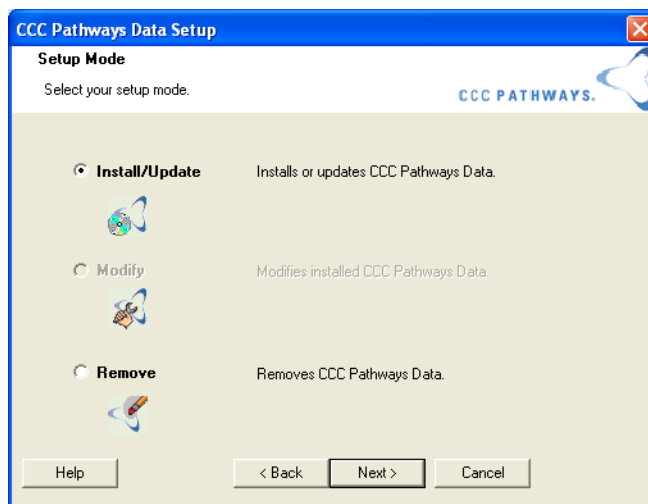 CCC Pathways Data Setup
Setup Mode
Select your setup mode.
CCC PATHWAYS.
Install/Update Installs or updates CCC Pathways Data.
Modify Modifies installed CCC Pathways Data.
Remove Removes CCC Pathways Data.
Help < Back Next > Cancel